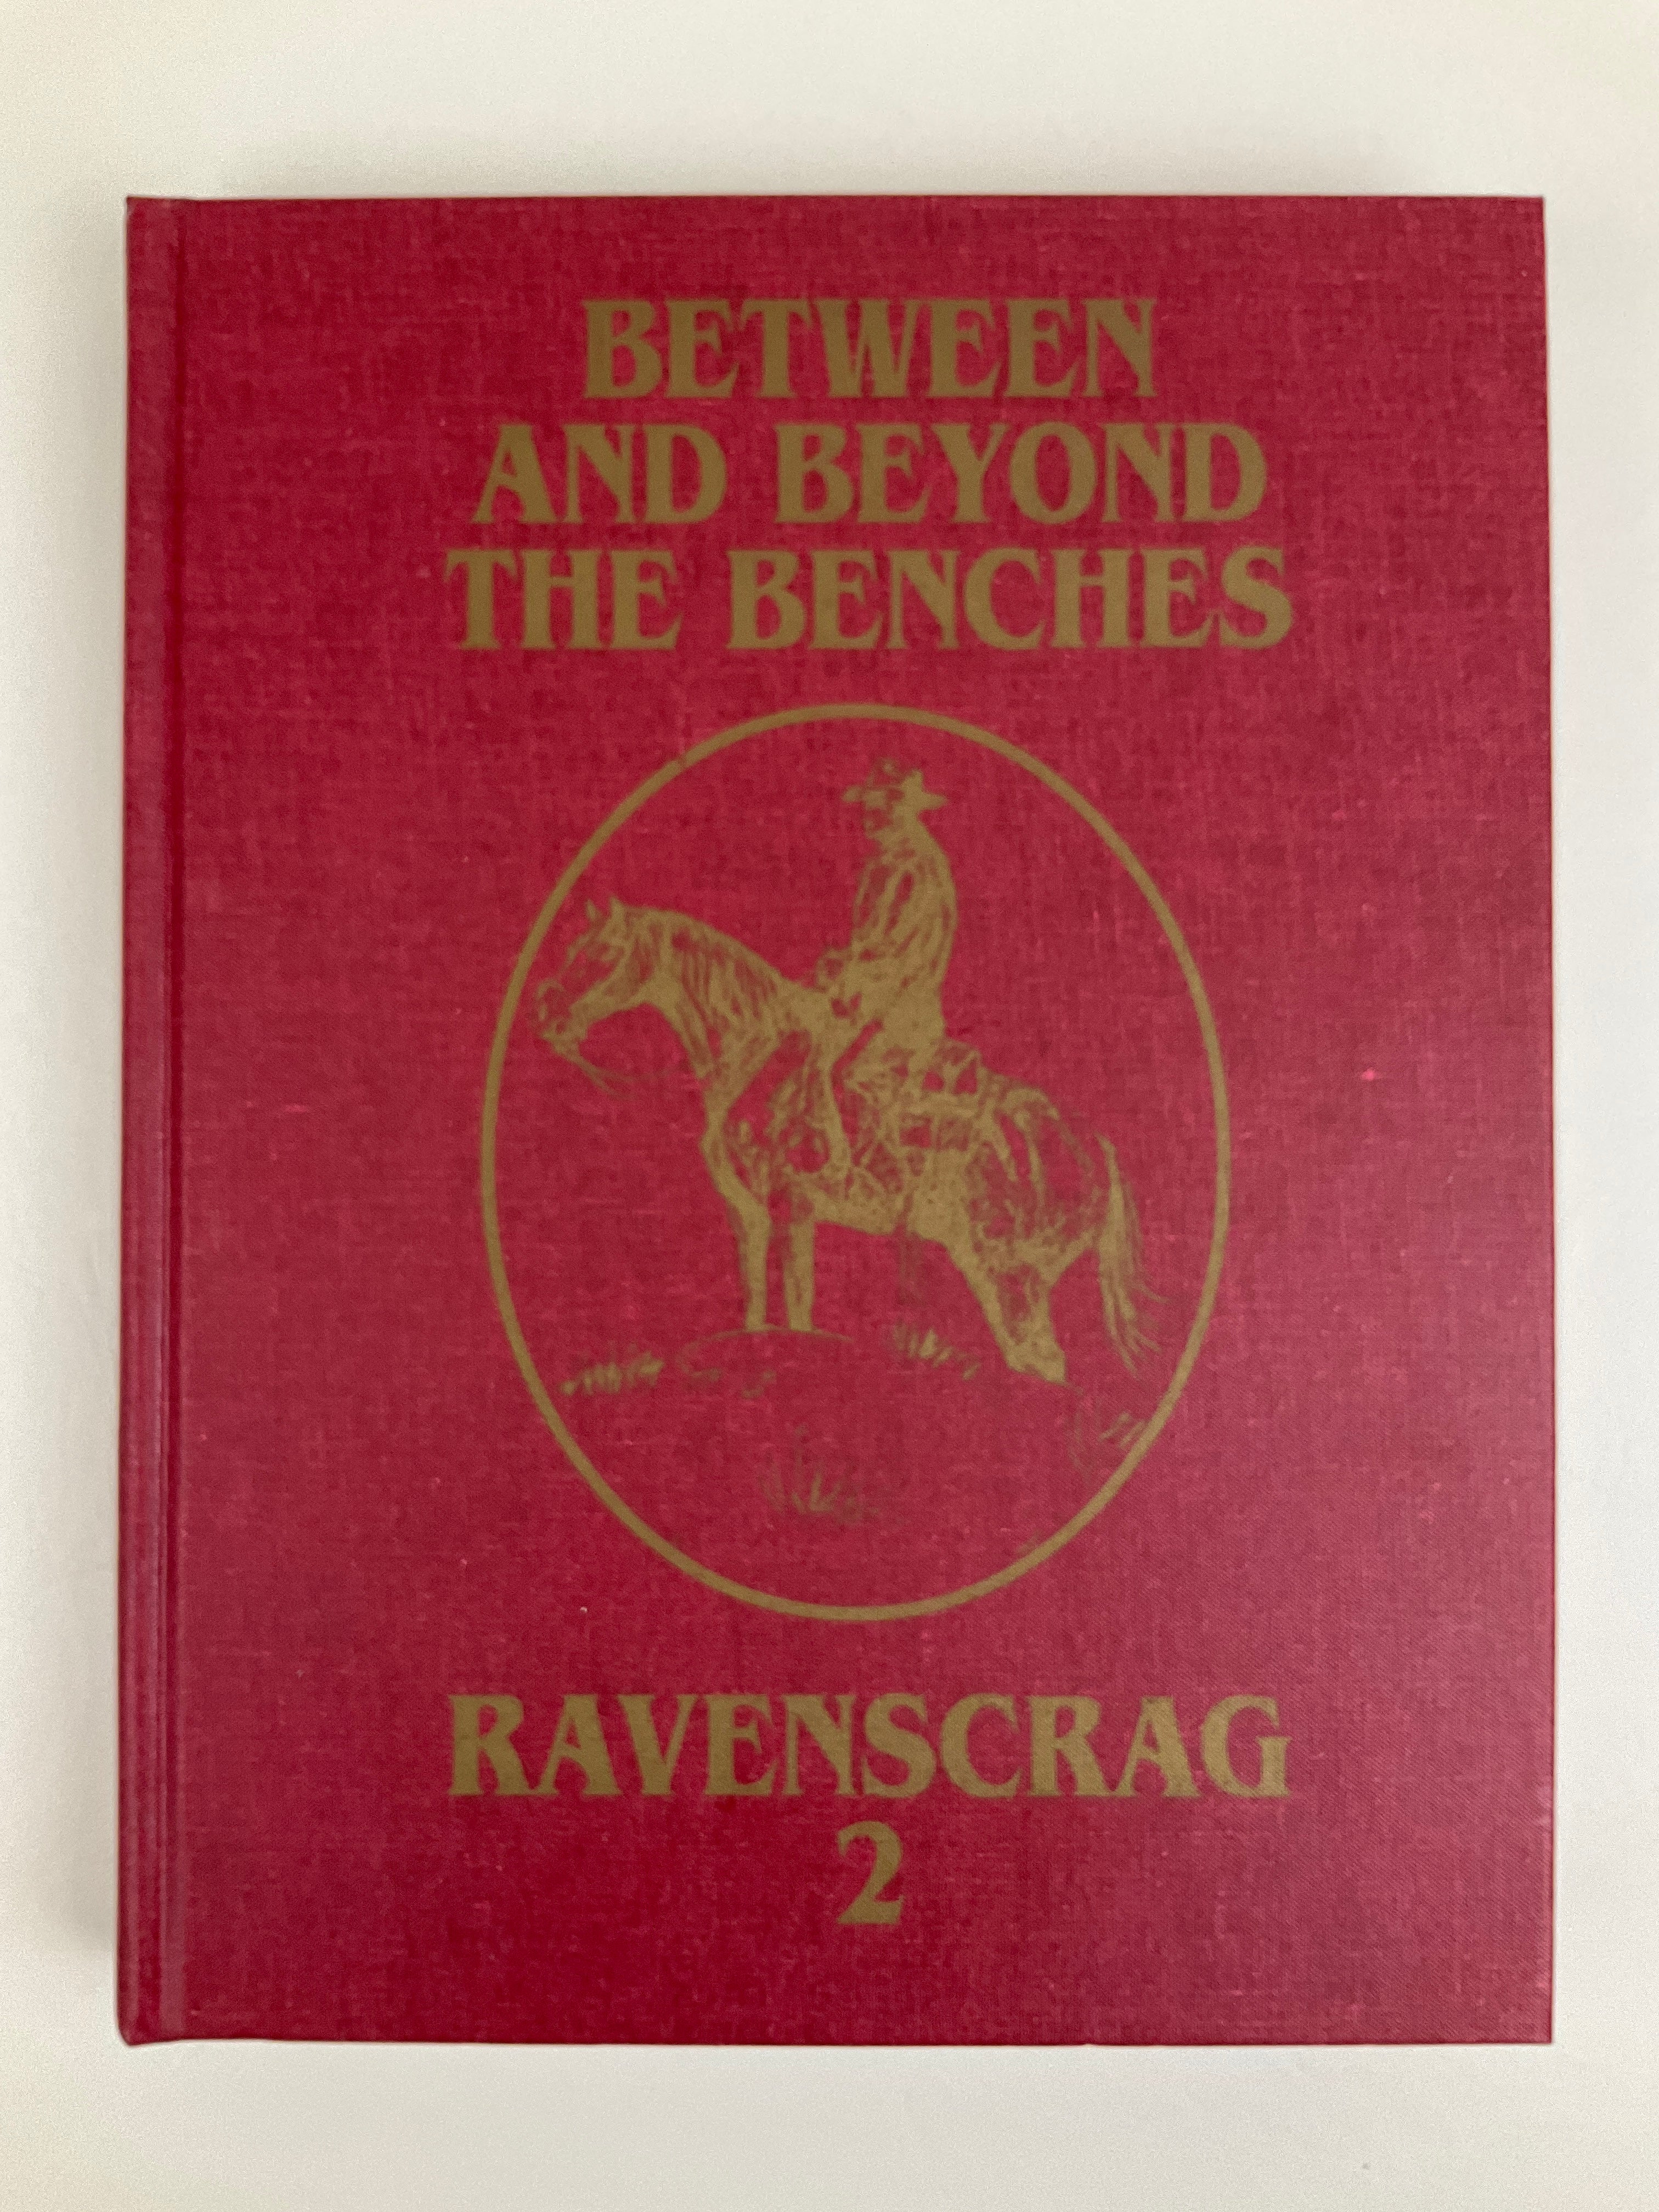 BETWEEN
AND BEYOND
THE BENCHES
RAVENSCRAG
2